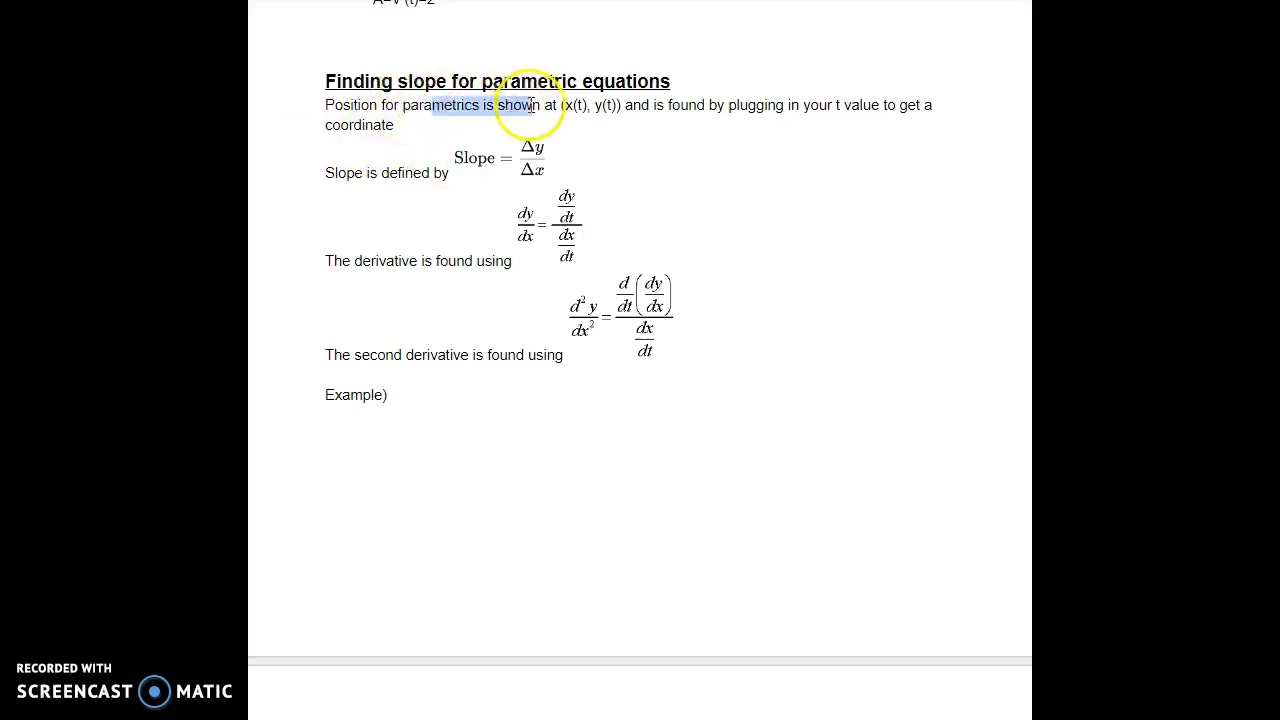 A=v'(t)=2
Finding slope for parametric equations
Position for parametrics is shown at (x(t), y(t)) and is found by plugging in your t value to get a
coordinate
Slope is defined by Slope = Δy/Δx
The derivative is found using dy/dx = (dy/dt)/(dx/dt)
The second derivative is found using d²y/dx² = (d/dt(dy/dx))/(dx/dt)
Example)
RECORDED WITH
SCREENCAST MATIC